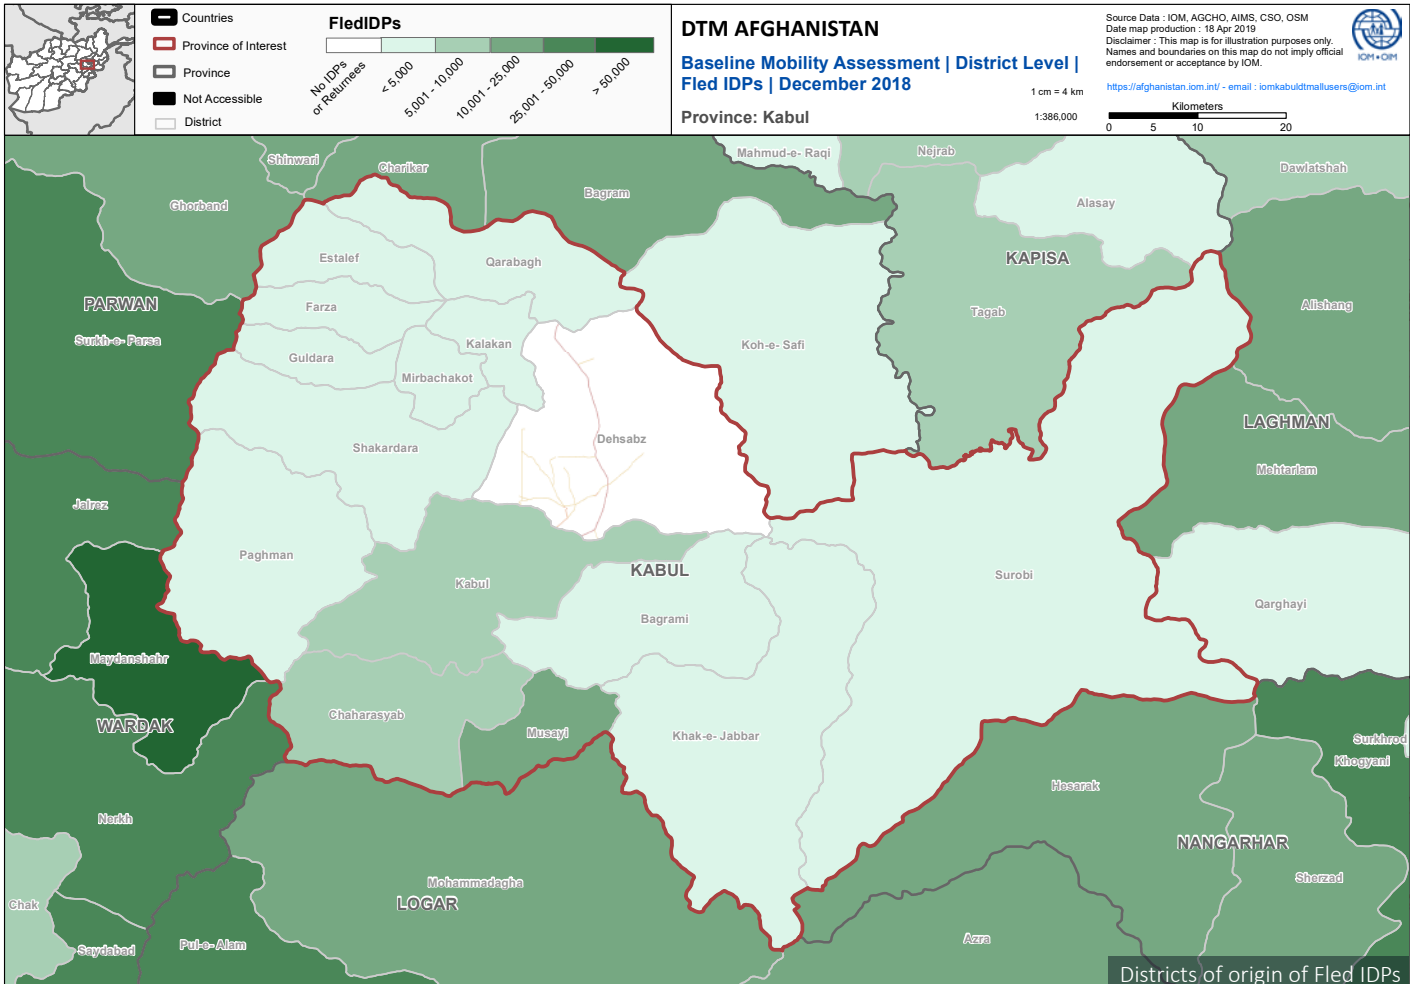 Countries
Province of Interest
Province
Not Accessible
District
FledIDPs
No IDPs
or Returnees
< 5,000
5,001 - 10,000
10,001 - 25,000
25,001 - 50,000
> 50,000
DTM AFGHANISTAN
Baseline Mobility Assessment | District Level |
Fled IDPs | December 2018
1 cm = 4 km
Province: Kabul
1:386,000
Source Data : IOM, AGCHO, AIMS, CSO, OSM
Date map production : 18 Apr 2019
Disclaimer : This map is for illustration purposes only.
Names and boundaries on this map do not imply official
endorsement or acceptance by IOM.
IOM•OIM
https://afghanistan.iom.int/ - email : iomkabuldtmallusers@iom.int
Kilometers
0 5 10 20
Shinwari
Charikar
Mahmud-e- Raqi
Nejrab
Dawlatshah
Ghorband
Bagram
Alasay
Estalef
Qarabagh
KAPISA
PARWAN
Farza
Tagab
Alishang
Surkh-e- Parsa
Guldara
Kalakan
Koh-e- Safi
Mirbachakot
LAGHMAN
Shakardara
Dehsabz
Mehtarlam
Jalrez
Paghman
Kabul
KABUL
Surobi
Bagrami
Qarghayi
Maydanshahr
WARDAK
Chaharasyab
Musayi
Khak-e- Jabbar
Surkhrod
Khogyani
Hesarak
Nerkh
NANGARHAR
Mohammadagha
Sherzad
LOGAR
Chak
Saydabad
Pul-e- Alam
Azra
Districts of origin of Fled IDPs